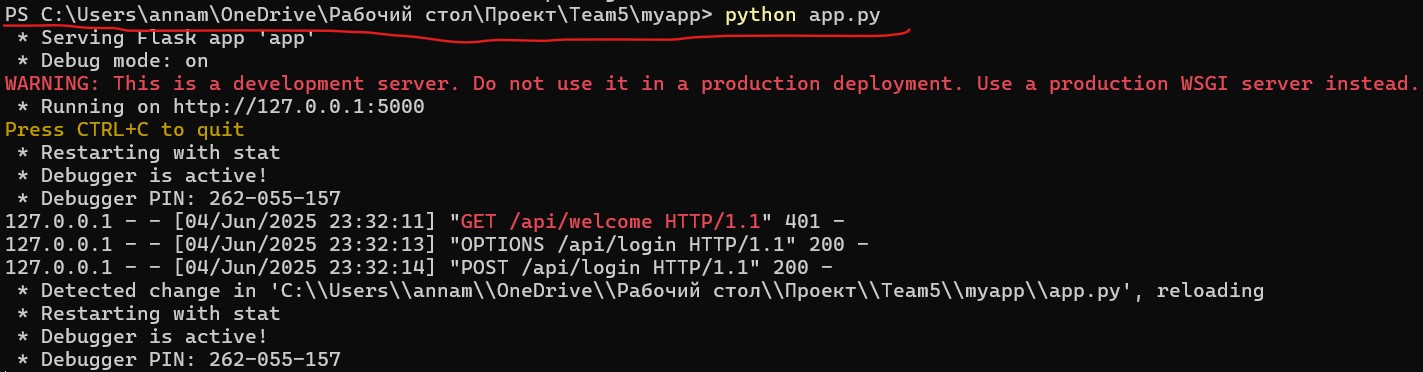 PS C:\Users\annam\OneDrive\Рабочий стол\Проект\Team5\myapp> python app.py
 * Serving Flask app 'app'
 * Debug mode: on
WARNING: This is a development server. Do not use it in a production deployment. Use a production WSGI server instead.
 * Running on http://127.0.0.1:5000
Press CTRL+C to quit
 * Restarting with stat
 * Debugger is active!
 * Debugger PIN: 262-055-157
127.0.0.1 - - [04/Jun/2025 23:32:11] "GET /api/welcome HTTP/1.1" 401 -
127.0.0.1 - - [04/Jun/2025 23:32:13] "OPTIONS /api/login HTTP/1.1" 200 -
127.0.0.1 - - [04/Jun/2025 23:32:14] "POST /api/login HTTP/1.1" 200 -
 * Detected change in 'C:\\Users\\annam\\OneDrive\\Рабочий стол\\Проект\\Team5\\myapp\\app.py', reloading
 * Restarting with stat
 * Debugger is active!
 * Debugger PIN: 262-055-157